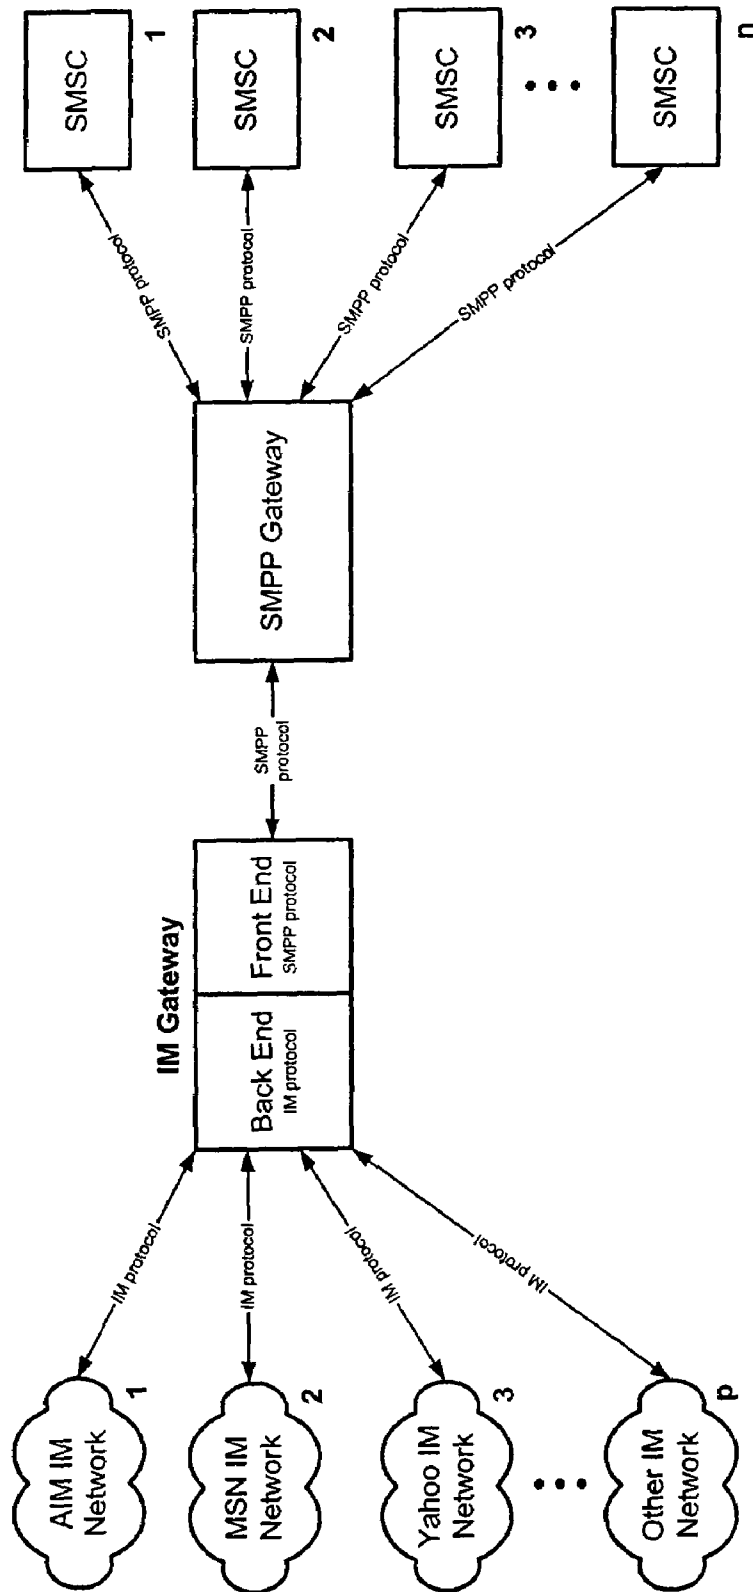 AIM IM
Network
1
MSN IM
Network
2
Yahoo IM
Network
3
Other IM
Network
p
IM protocol
IM protocol
IM protocol
IM protocol
IM Gateway
Back End
IM protocol
Front End
SMPP protocol
SMPP
protocol
SMPP Gateway
SMPP protocol
SMPP protocol
SMPP protocol
SMPP protocol
SMSC
1
SMSC
2
SMSC
3
SMSC
n